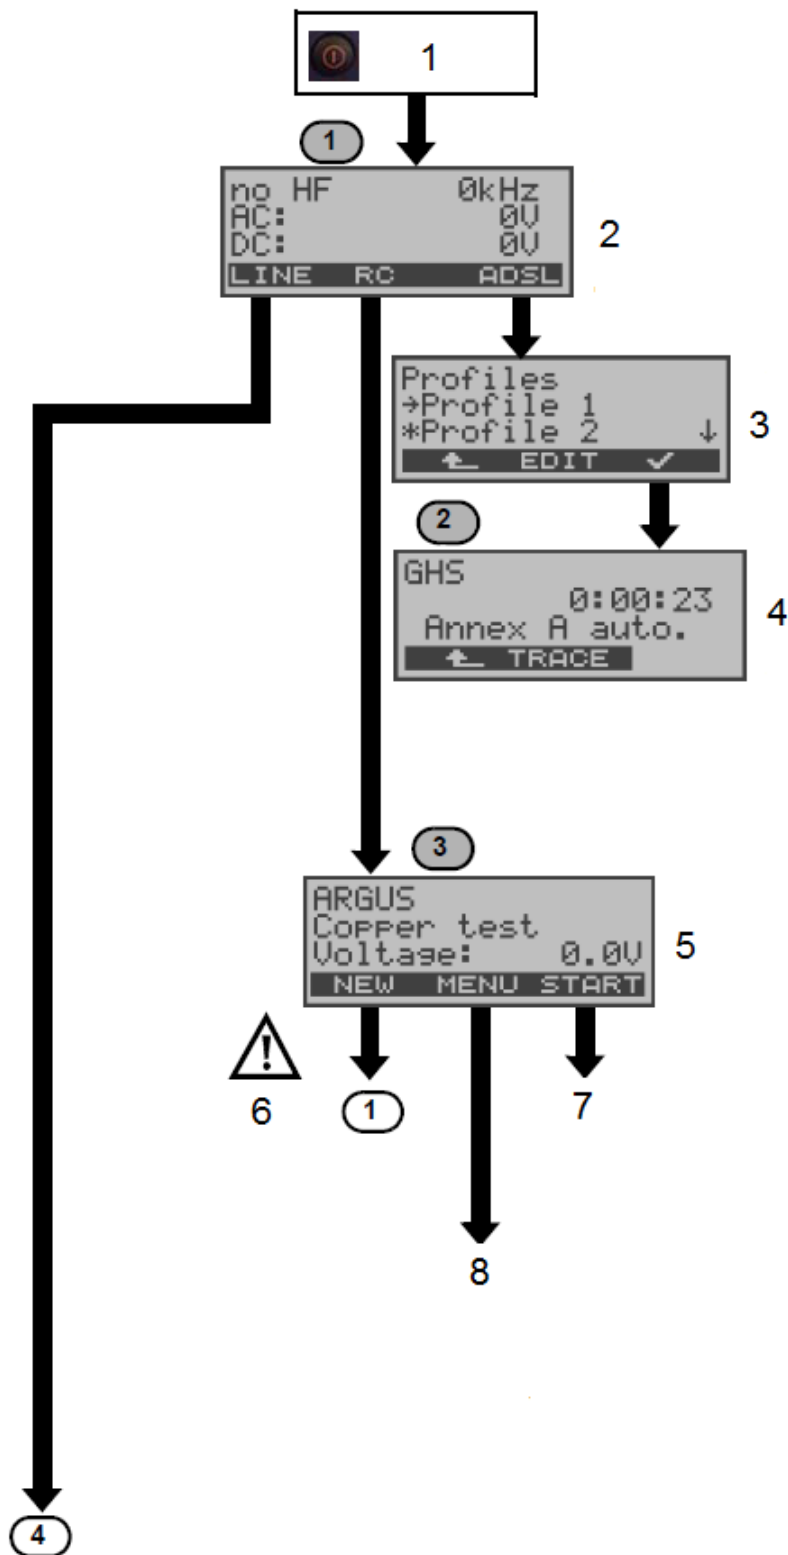 1
1
no HF 0kHz
AC: 0V
DC: 0V
LINE RC ADSL
2
Profiles
→Profile 1
*Profile 2 ↓
EDIT ✓
3
2
GHS
0:00:23
Annex A auto.
TRACE
4
3
ARGUS
Copper test
Voltage: 0.0V
NEW MENU START
5
!
6
1
7
8
4